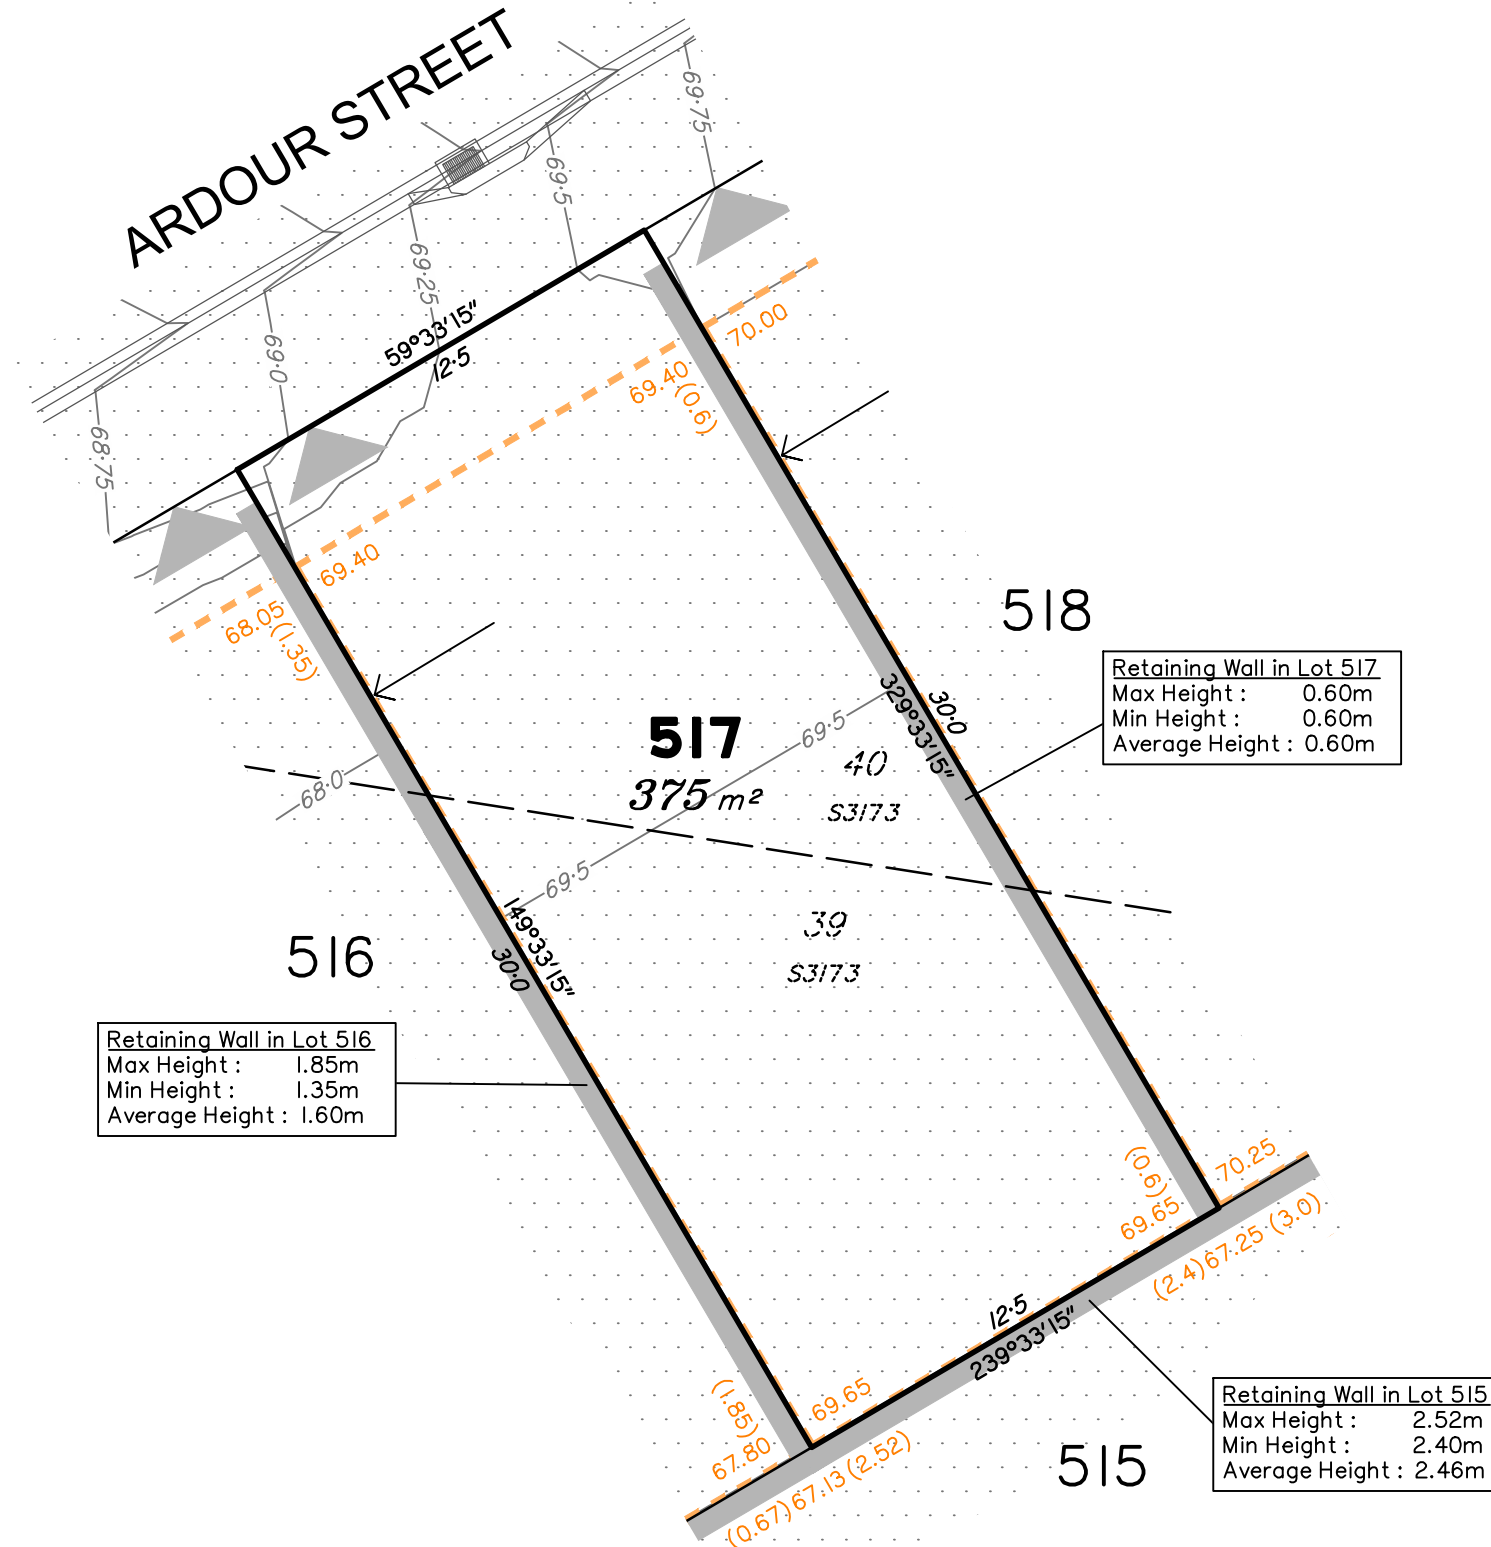 ARDOUR STREET
69·75
69·5
69·25
69·0
68·75
59°33'15"
12·5
70.00
69.40
(0.6)
69.40
68.05
(1.35)
518
Retaining Wall in Lot 517
Max Height : 0.60m
Min Height : 0.60m
Average Height : 0.60m
329°33'15"
30·0
517
375 m²
69·5
40
S3173
68·0
69·5
39
S3173
149°33'15"
30·0
516
Retaining Wall in Lot 516
Max Height : 1.85m
Min Height : 1.35m
Average Height : 1.60m
(0.6)
70.25
69.65
(2.4) 67.25 (3.0)
12·5
239°33'15"
69.65
(1.85)
67.80
(0.67) 67.13 (2.52)
515
Retaining Wall in Lot 515
Max Height : 2.52m
Min Height : 2.40m
Average Height : 2.46m